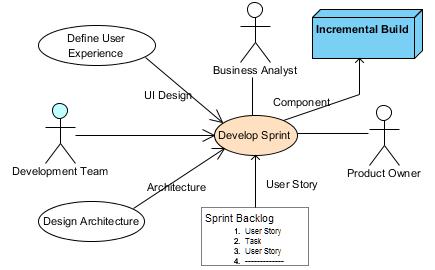 Define User
Experience
Business Analyst
Incremental Build
UI Design
Component
Development Team
Develop Sprint
Product Owner
Architecture
User Story
Design Architecture
Sprint Backlog
1. User Story
2. Task
3. User Story
4. --------------